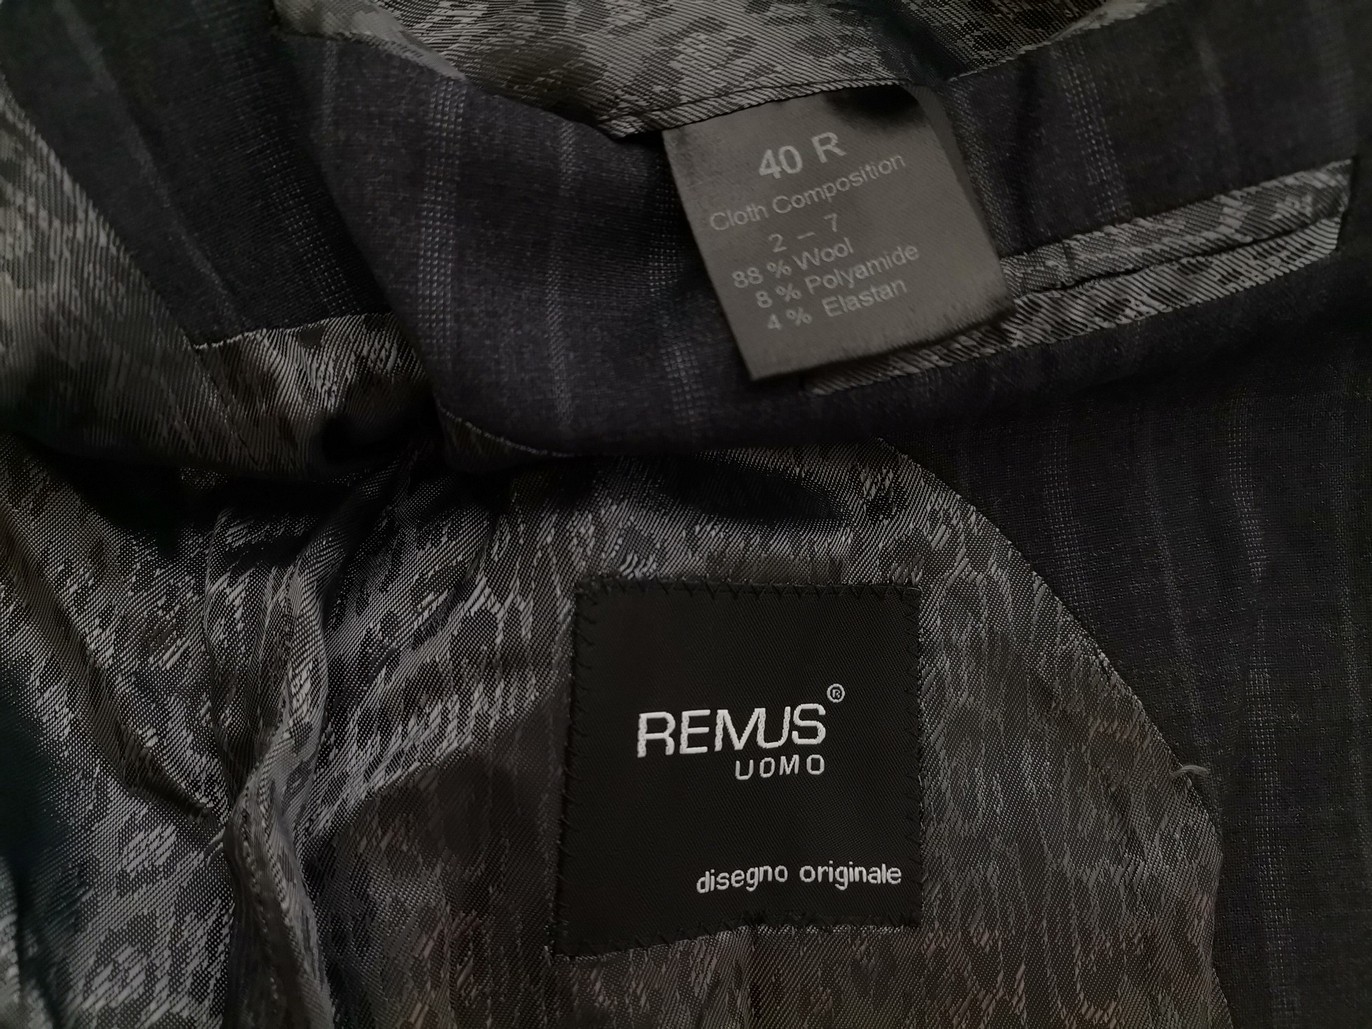 40 R
Cloth Composition
2 – 7
88 % Wool
8 % Polyamide
4 % Elastan
REMUS®
UOMO
disegno originale